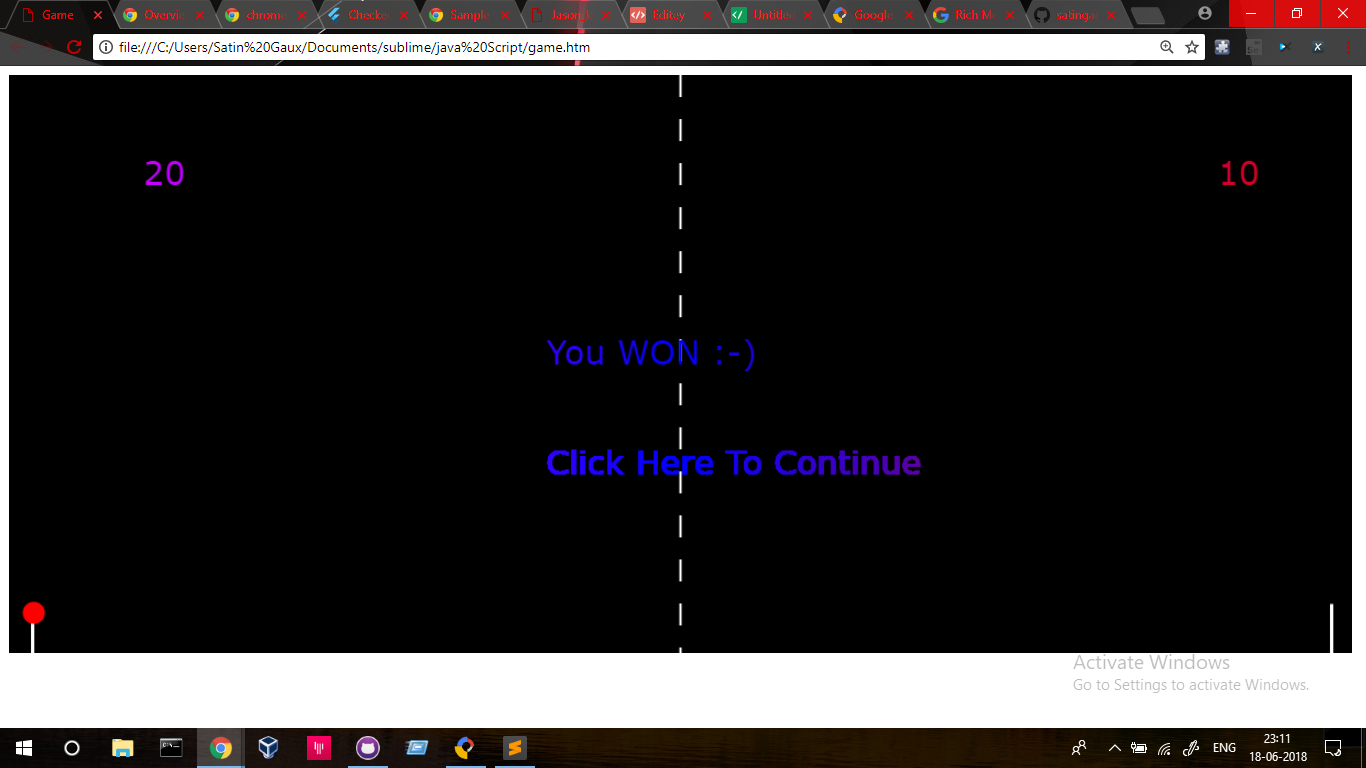 Game Overvie chrome Checke Sample Jason Editey Untitle Google Rich M satinga
file:///C:/Users/Satin%20Gaux/Documents/sublime/java%20Script/game.htm
20 10
You WON :-)
Click Here To Continue
Activate Windows
Go to Settings to activate Windows.
ENG 23:11
18-06-2018